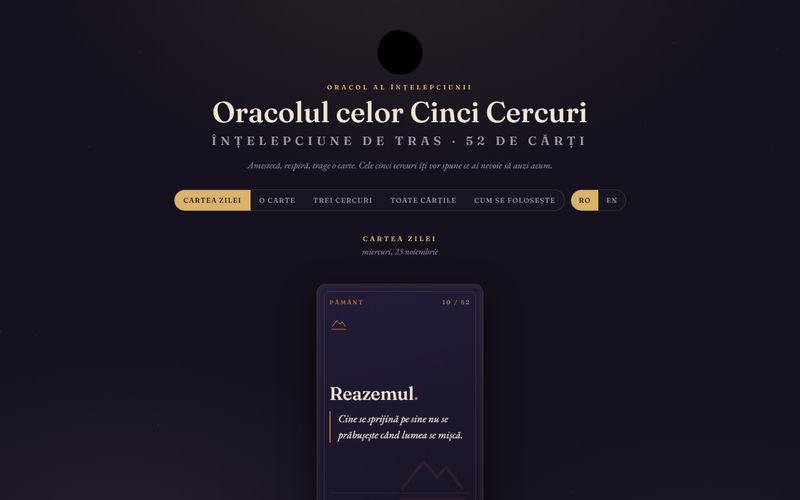 ORACOL AL ÎNȚELEPCIUNII
Oracolul celor Cinci Cercuri
ÎNȚELEPCIUNE DE TRAS · 52 DE CĂRȚI
Amestecă, respiră, trage o carte. Cele cinci cercuri îți vor spune ce ai nevoie să auzi acum.
CARTEA ZILEI O CARTE TREI CERCURI TOATE CĂRȚILE CUM SE FOLOSEȘTE RO EN
CARTEA ZILEI
miercuri, 25 noiembrie
PĂMÂNT 10 / 52
Reazemul.
Cine se sprijină pe sine nu se
prăbușește când lumea se mișcă.